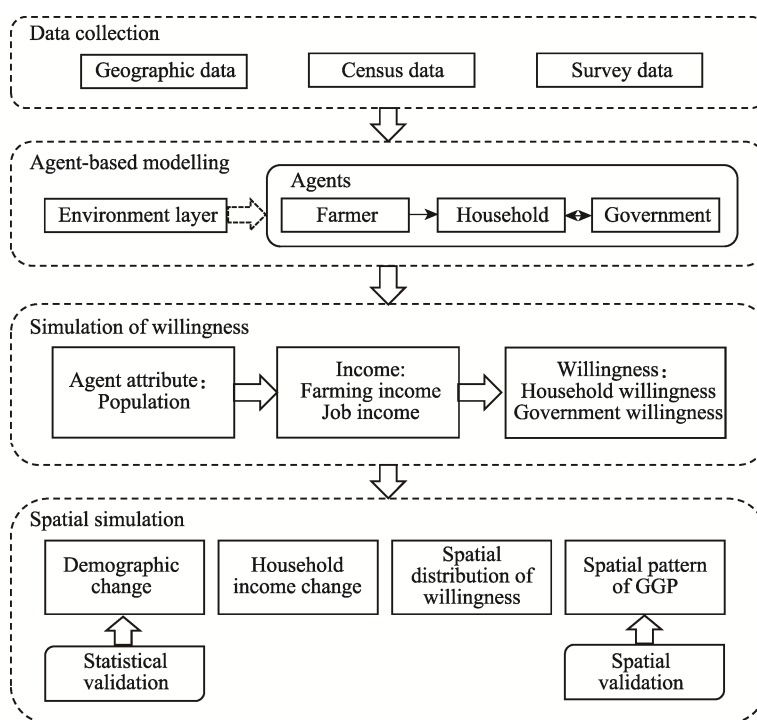 Data collection
Geographic data
Census data
Survey data
Agent-based modelling
Agents
Environment layer
Farmer
Household
Government
Simulation of willingness
Agent attribute：
Population
Income:
Farming income
Job income
Willingness：
Household willingness
Government willingness
Spatial simulation
Demographic
change
Household
income change
Spatial
distribution of
willingness
Spatial pattern
of GGP
Statistical
validation
Spatial
validation